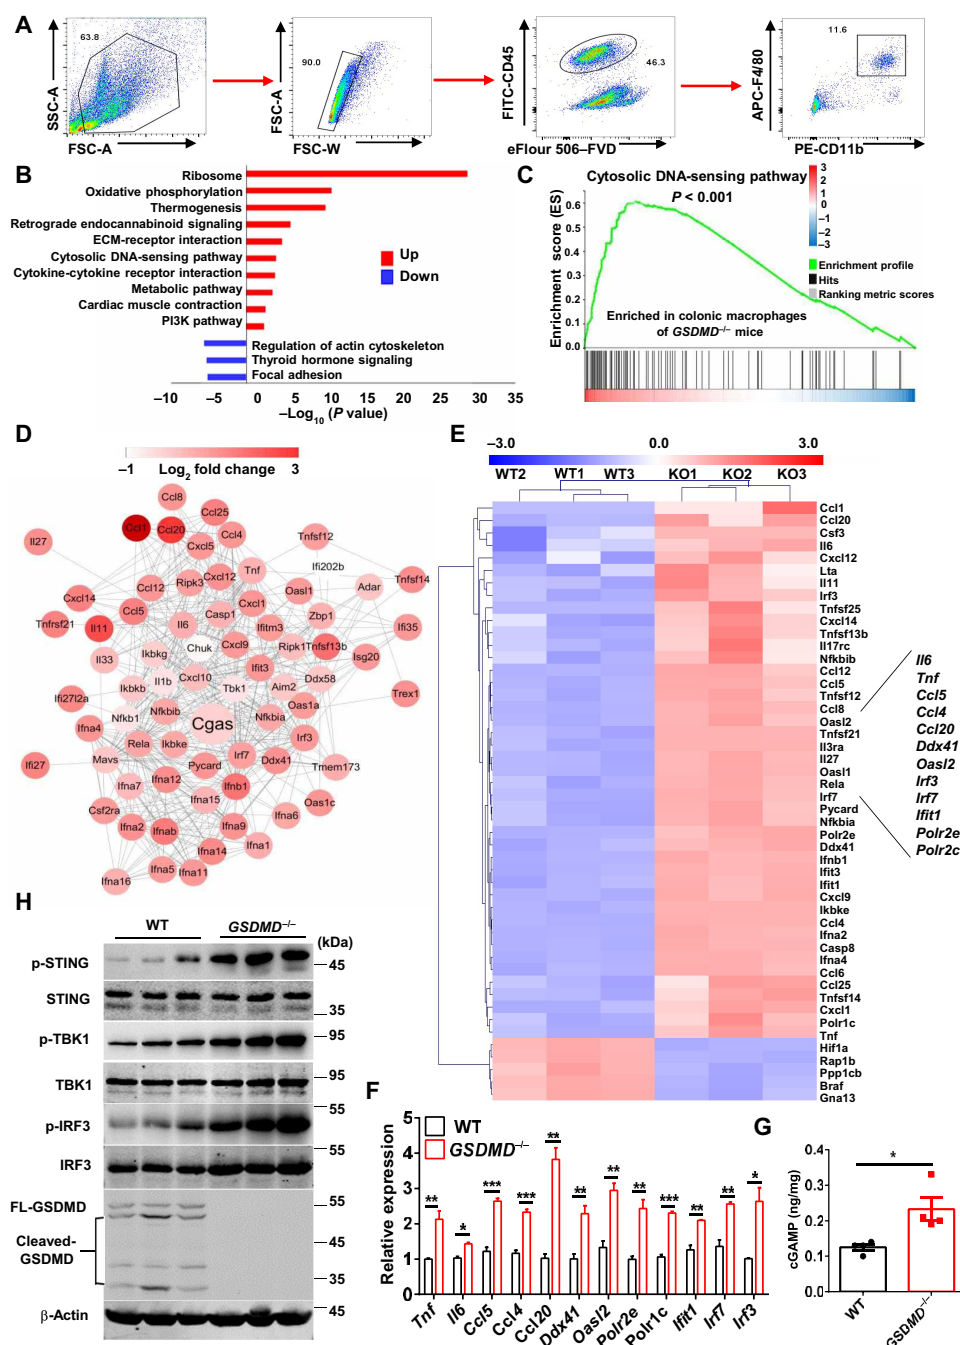 A
63.8
SSC-A
FSC-A
90.0
FSC-A
FSC-W
FITC-CD45
46.3
eFlour 506–FVD
11.6
APC-F4/80
PE-CD11b
B
Ribosome
Oxidative phosphorylation
Thermogenesis
Retrograde endocannabinoid signaling
ECM-receptor interaction
Cytosolic DNA-sensing pathway
Cytokine-cytokine receptor interaction
Metabolic pathway
Cardiac muscle contraction
PI3K pathway
Regulation of actin cytoskeleton
Thyroid hormone signaling
Focal adhesion
Up
Down
–10 –5 0 5 10 15 20 25 30 35
–Log10 (P value)
C
Cytosolic DNA-sensing pathway
P < 0.001
Enrichment score (ES)
0.6
0.5
0.4
0.3
0.2
0.1
0.0
3
2
1
0
–1
–2
–3
Enrichment profile
Hits
Ranking metric scores
Enriched in colonic macrophages
of GSDMD–/– mice
D
–1 3
Log2 fold change
Ccl8
Ccl25
Ccl1
Ccl20
Ccl4
Cxcl5
Il27
Tnfsf12
Tnf
Ifi202b
Adar
Tnfsf14
Ccl12
Ripk3
Cxcl12
Oasl1
Cxcl14
Ccl5
Casp1
Cxcl1
Zbp1
Tnfrsf21
Il11
Il6
Ifitm3
Ifi35
Chuk
Cxcl9
Ripk1
Tnfsf13b
Isg20
Il33
Ikbkg
Ifit3
Ikbkb
Il1b
Cxcl10
Tbk1
Aim2
Ddx58
Trex1
Ifi27l2a
Nfkb1
Nfkbib
Nfkbia
Oas1a
Ifna4
Cgas
Rela
Ikbke
Irf3
Ifi27
Mavs
Pycard
Irf7
Ddx41
Tmem173
Ifna7
Ifna12
Ifna15
Ifnb1
Oas1c
Csf2ra
Ifna2
Ifnab
Ifna9
Ifna6
Ifna1
Ifna14
Ifna5
Ifna11
Ifna16
E
–3.0 0.0 3.0
WT2 WT1 WT3 KO1 KO2 KO3
Ccl1
Ccl20
Csf3
Il6
Cxcl12
Lta
Il11
Irf3
Tnfsf25
Cxcl14
Tnfsf13b
Il17rc
Nfkbib
Ccl12
Ccl5
Tnfsf12
Ccl8
Oasl2
Tnfsf21
Il3ra
Il27
Oasl1
Rela
Irf7
Pycard
Nfkbia
Polr2e
Ddx41
Ifnb1
Ifit3
Ifit1
Cxcl9
Ikbke
Ccl4
Ifna2
Casp8
Ifna4
Ccl6
Ccl25
Tnfsf14
Cxcl1
Polr1c
Tnf
Hif1a
Rap1b
Ppp1cb
Braf
Gna13
Il6
Tnf
Ccl5
Ccl4
Ccl20
Ddx41
Oasl2
Irf3
Irf7
Ifit1
Polr2e
Polr2c
H
WT GSDMD–/–
(kDa)
p-STING
45
STING
35
p-TBK1
95
TBK1
95
p-IRF3
55
IRF3
55
FL-GSDMD
55
45
Cleaved-
GSDMD
35
35
β-Actin
45
F
WT
GSDMD–/–
Relative expression
5
4
3
2
1
0
** * *** *** ** ** ** ** *** ** ** *
Tnf Il6 Ccl5 Ccl4 Ccl20 Ddx41 Oasl2 Polr2e Polr1c Ifit1 Irf7 Irf3
G
cGAMP (ng/mg)
0.4
0.3
0.2
0.1
0.0
*
WT GSDMD–/–